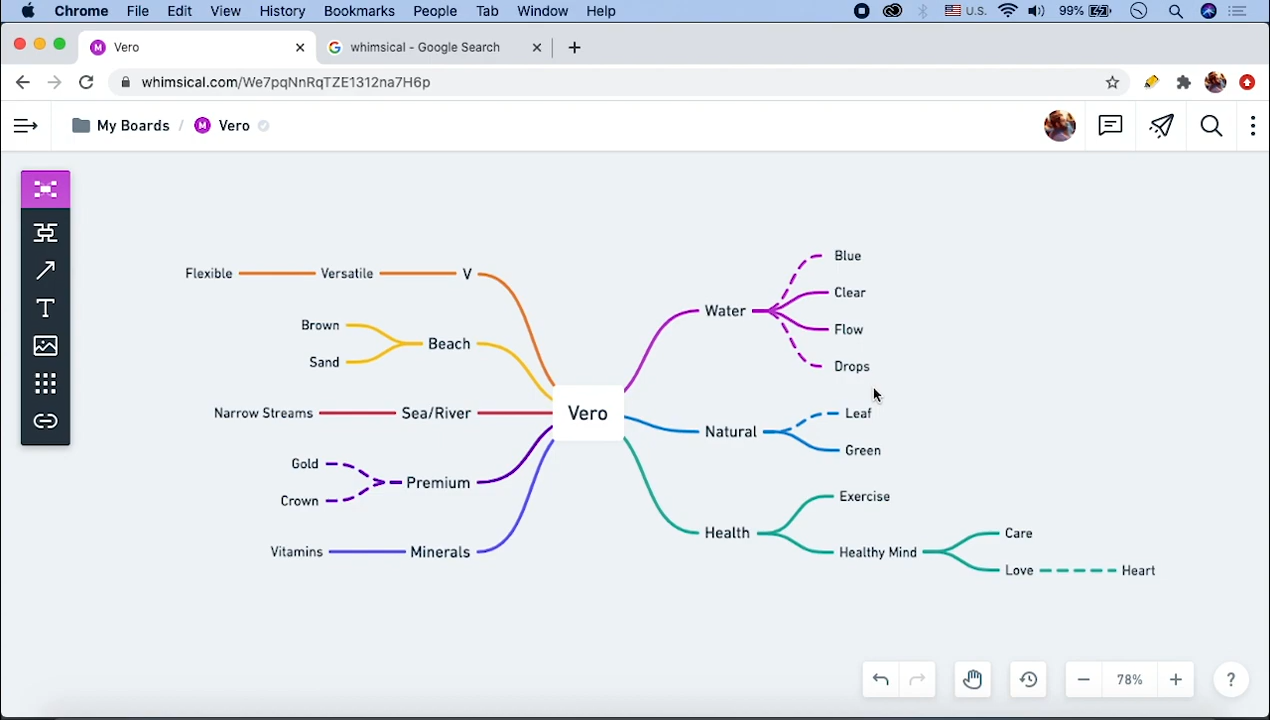 Chrome File Edit View History Bookmarks People Tab Window Help U.S. 99%
M Vero whimsical - Google Search
whimsical.com/We7pqNnRqTZE1312na7H6p
My Boards / M Vero
T
Flexible Versatile V
Brown
Beach
Sand
Narrow Streams Sea/River
Gold
Premium
Crown
Vitamins Minerals
Vero
Water
Blue
Clear
Flow
Drops
Natural
Leaf
Green
Health
Exercise
Healthy Mind
Care
Love Heart
78% ?